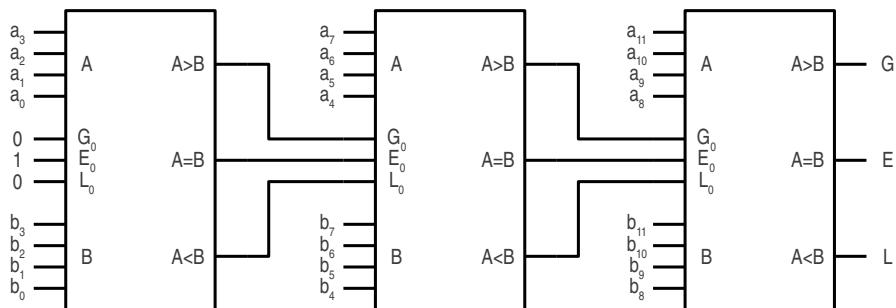 a3 a7 a11
a2 A A>B a6 A A>B a10 A A>B G
a1 a5 a9
a0 a4 a8
0 G0 G0 G0
1 E0 A=B E0 A=B E0 A=B E
0 L0 L0 L0
b3 b7 b11
b2 B A<B b6 B A<B b10 B A<B L
b1 b5 b9
b0 b4 b8